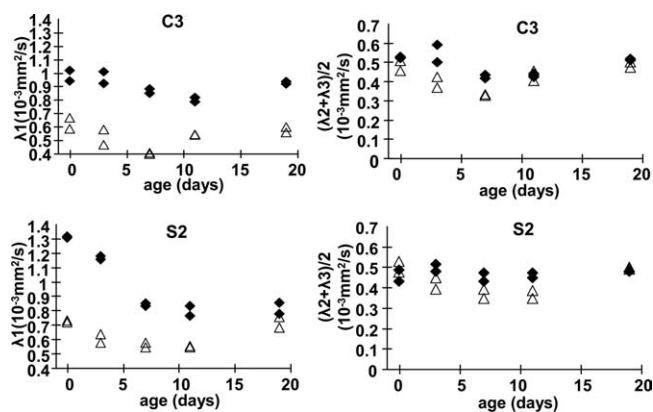 C3
λ1(10⁻³mm²/s)
1.4
1.3
1.2
1.1
1
0.9
0.8
0.7
0.6
0.5
0.4
0 5 10 15 20
age (days)
C3
(λ2+λ3)/2
(10⁻³mm²/s)
0.7
0.6
0.5
0.4
0.3
0.2
0.1
0
0 5 10 15 20
age (days)
S2
λ1(10⁻³mm²/s)
1.4
1.3
1.2
1.1
1
0.9
0.8
0.7
0.6
0.5
0.4
0 5 10 15 20
age (days)
S2
(λ2+λ3)/2
(10⁻³mm²/s)
0.7
0.6
0.5
0.4
0.3
0.2
0.1
0
0 5 10 15 20
age (days)